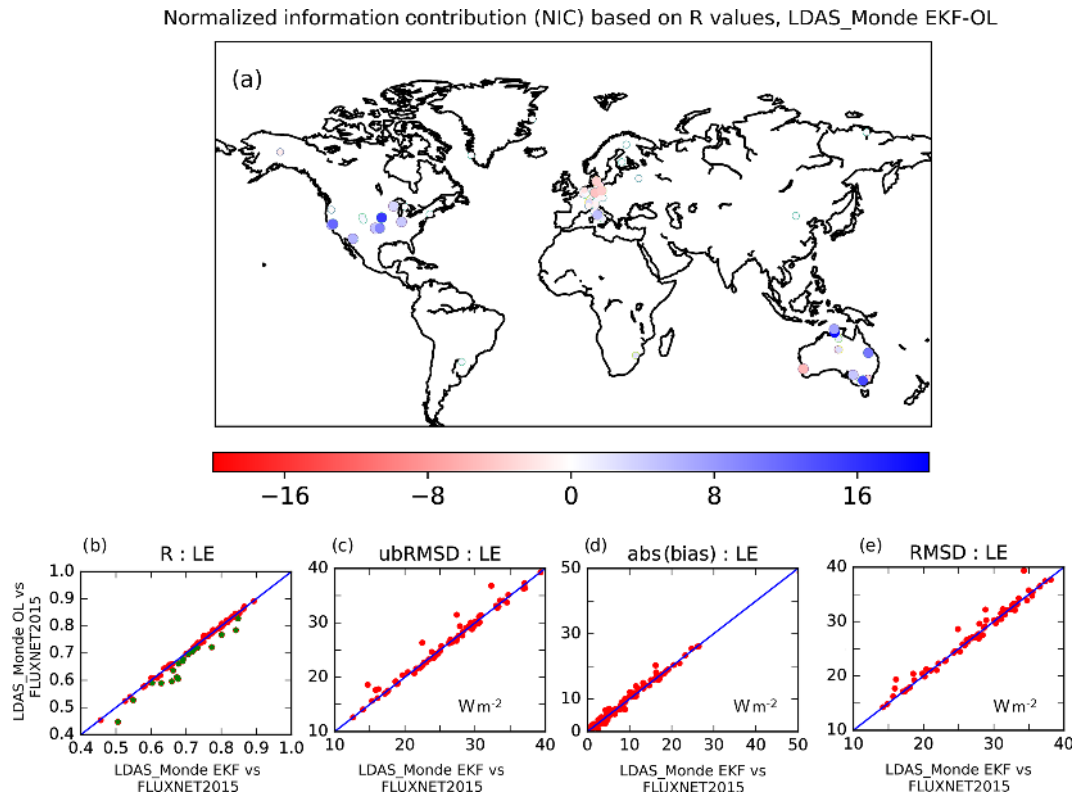 Normalized information contribution (NIC) based on R values, LDAS_Monde EKF-OL
(a)
−16 −8 0 8 16
(b) R : LE
(c) ubRMSD : LE
(d) abs(bias) : LE
(e) RMSD : LE
LDAS_Monde OL vs
FLUXNET2015
1.0
0.9
0.8
0.7
0.6
0.5
0.4
0.4 0.5 0.6 0.7 0.8 0.9 1.0
LDAS_Monde EKF vs
FLUXNET2015
40
30
20
10
Wm⁻²
10 20 30 40
LDAS_Monde EKF vs
FLUXNET2015
50
40
30
20
10
0
Wm⁻²
0 10 20 30 40 50
LDAS_Monde EKF vs
FLUXNET2015
40
30
20
10
Wm⁻²
10 15 20 25 30 35 40
LDAS_Monde EKF vs
FLUXNET2015